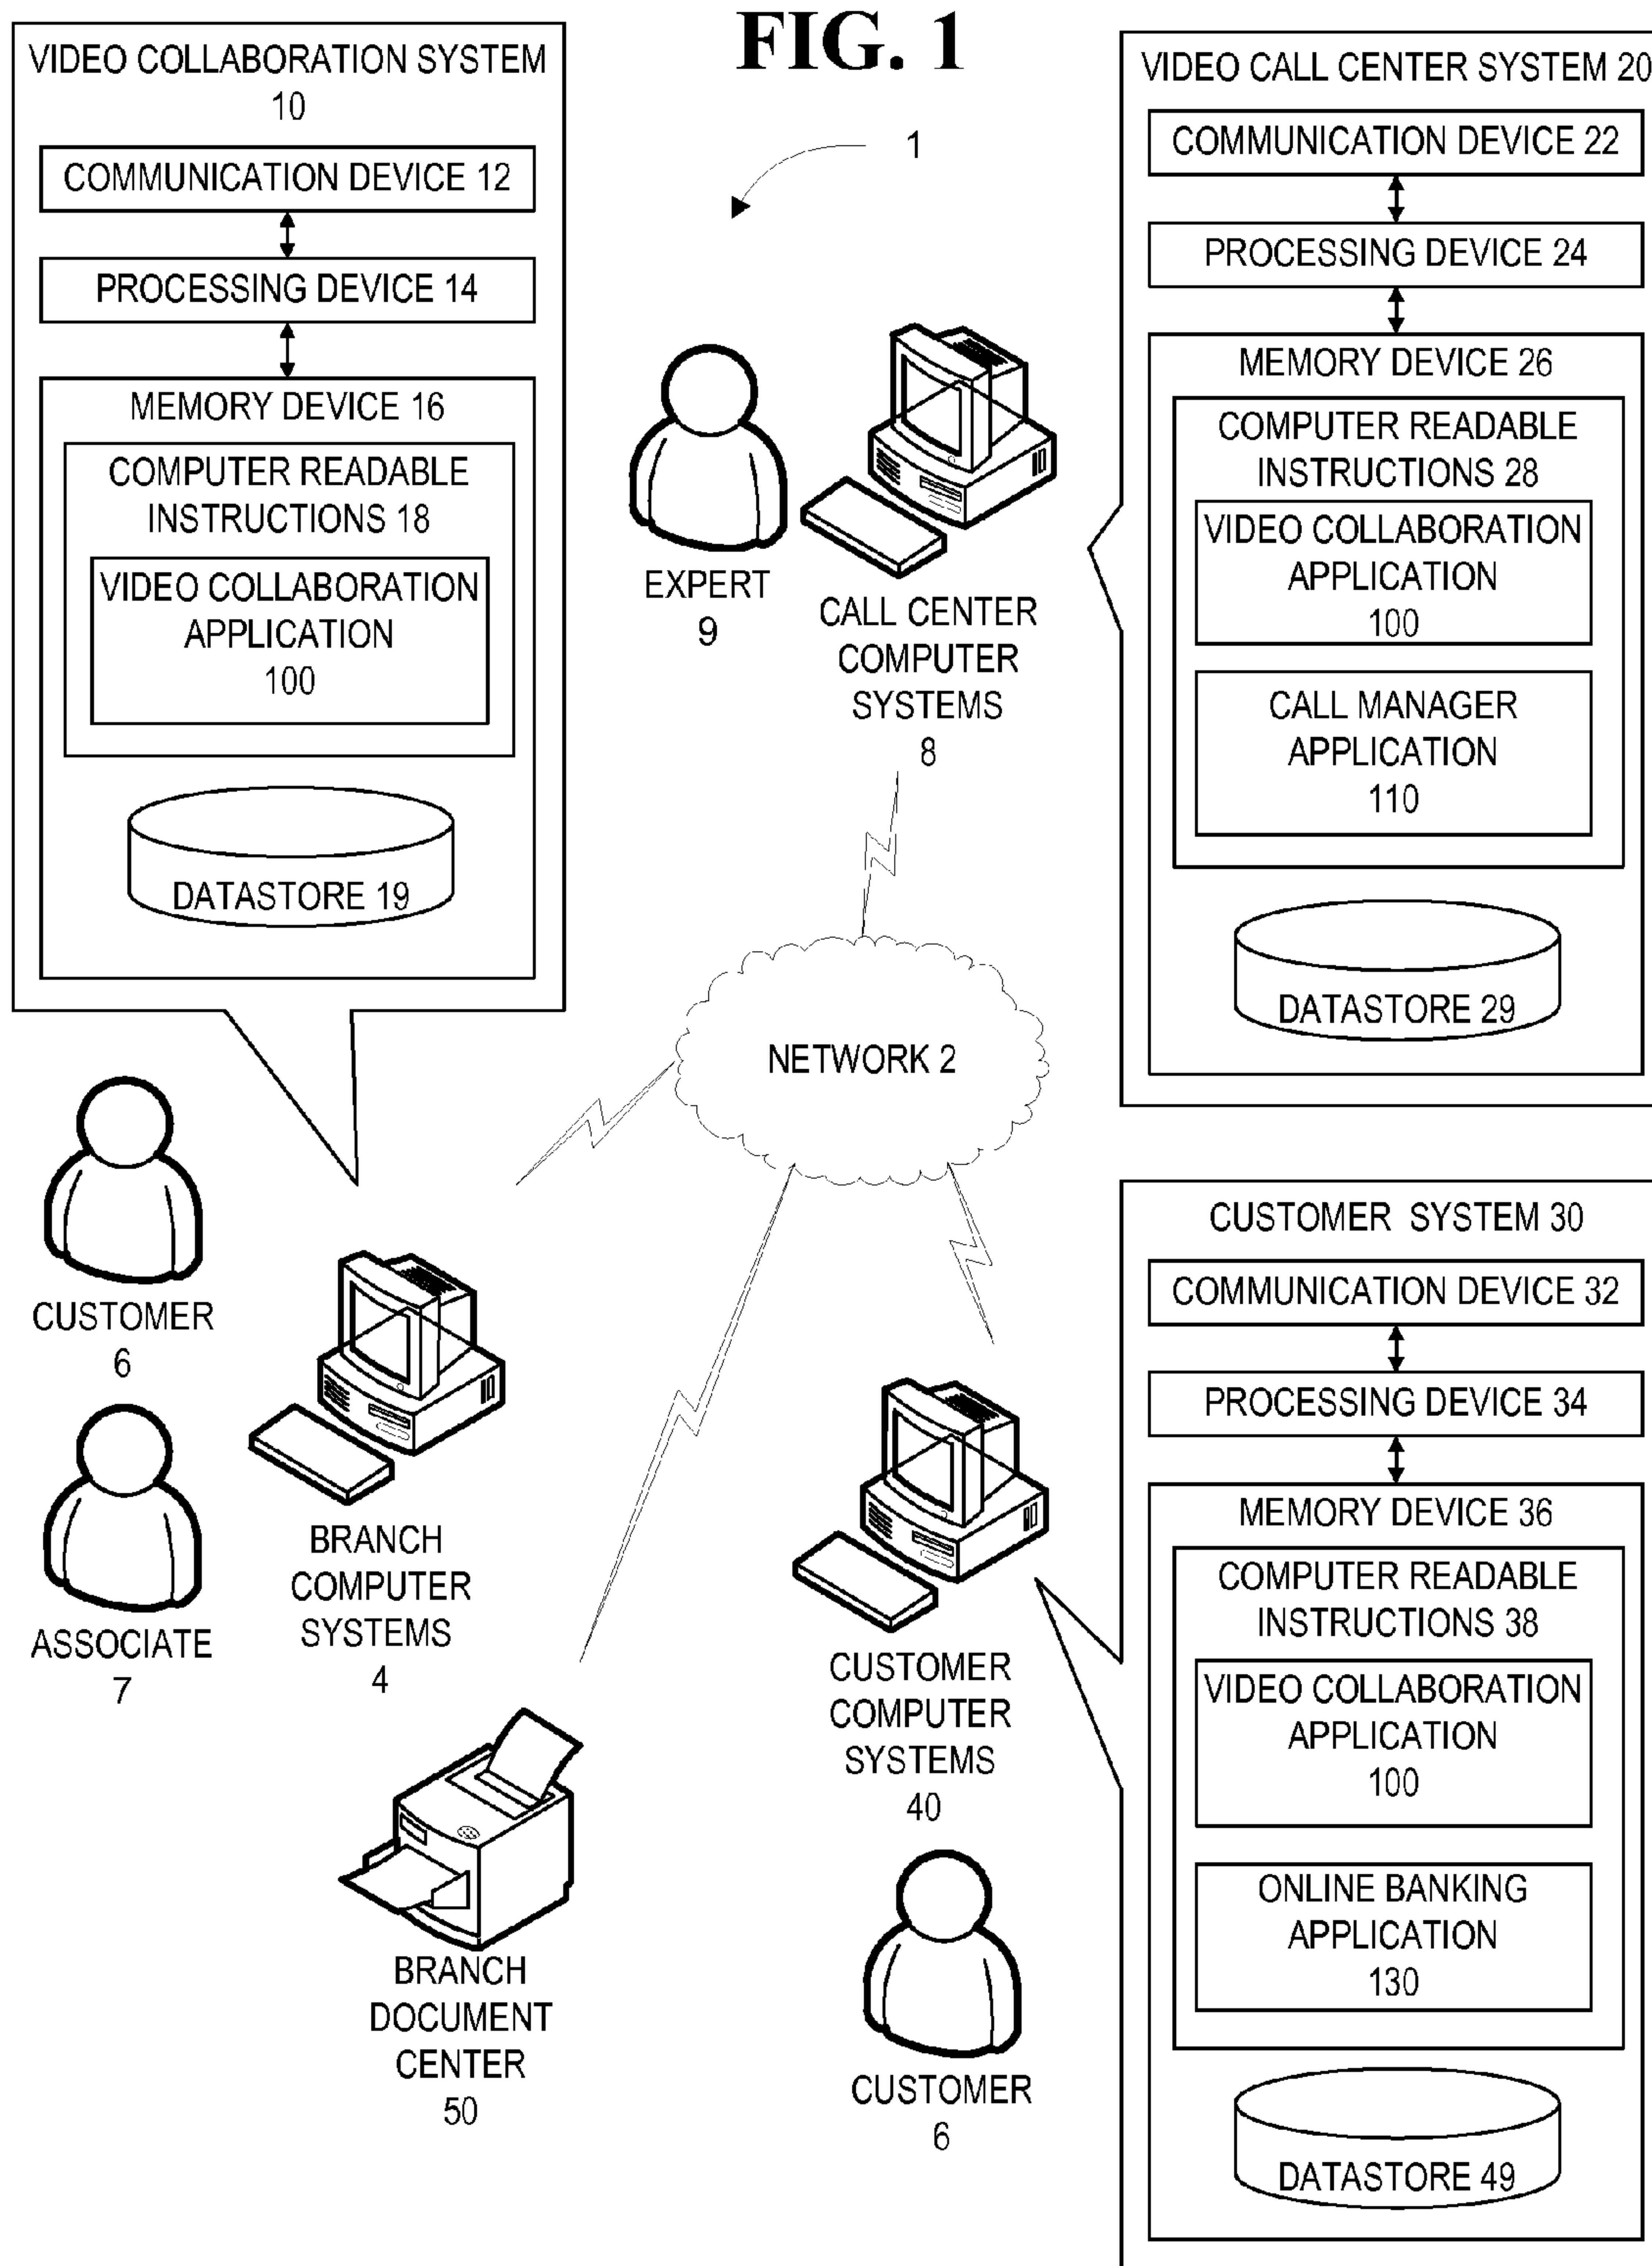 FIG. 1
1
VIDEO COLLABORATION SYSTEM
10
COMMUNICATION DEVICE 12
PROCESSING DEVICE 14
MEMORY DEVICE 16
COMPUTER READABLE
INSTRUCTIONS 18
VIDEO COLLABORATION
APPLICATION
100
DATASTORE 19
EXPERT
9
CALL CENTER
COMPUTER
SYSTEMS
8
VIDEO CALL CENTER SYSTEM 20
COMMUNICATION DEVICE 22
PROCESSING DEVICE 24
MEMORY DEVICE 26
COMPUTER READABLE
INSTRUCTIONS 28
VIDEO COLLABORATION
APPLICATION
100
CALL MANAGER
APPLICATION
110
DATASTORE 29
NETWORK 2
CUSTOMER
6
ASSOCIATE
7
BRANCH
COMPUTER
SYSTEMS
4
BRANCH
DOCUMENT
CENTER
50
CUSTOMER
COMPUTER
SYSTEMS
40
CUSTOMER
6
CUSTOMER SYSTEM 30
COMMUNICATION DEVICE 32
PROCESSING DEVICE 34
MEMORY DEVICE 36
COMPUTER READABLE
INSTRUCTIONS 38
VIDEO COLLABORATION
APPLICATION
100
ONLINE BANKING
APPLICATION
130
DATASTORE 49